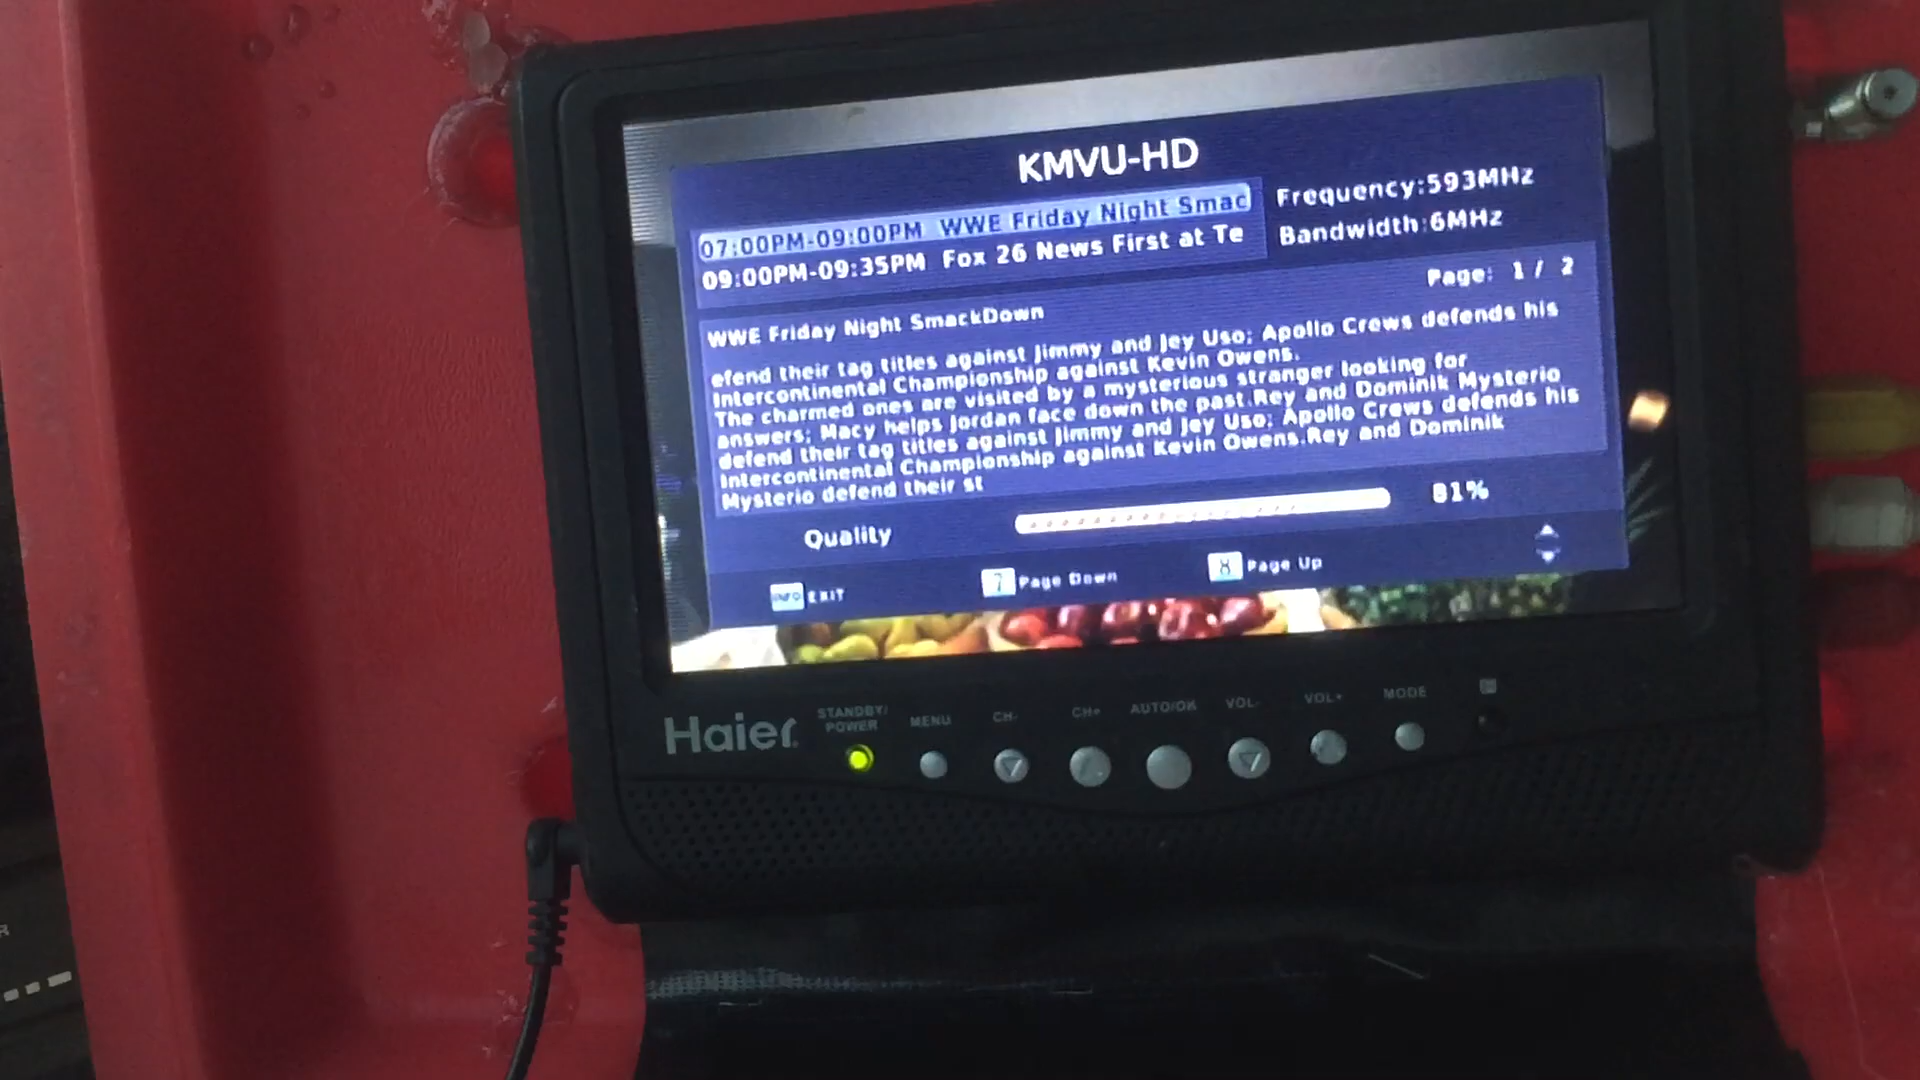 KMVU-HD
07:00PM-09:00PM WWE Friday Night Smac
09:00PM-09:35PM Fox 26 News First at Te
Frequency:593MHz
Bandwidth:6MHz
Page: 1 / 2
WWE Friday Night SmackDown
efend their tag titles against Jimmy and Jey Uso; Apollo Crews defends his
Intercontinental Championship against Kevin Owens.
The charmed ones are visited by a mysterious stranger looking for
answers; Macy helps Jordan face down the past.Rey and Dominik Mysterio
defend their tag titles against Jimmy and Jey Uso; Apollo Crews defends his
Intercontinental Championship against Kevin Owens.Rey and Dominik
Mysterio defend their st
Quality 81%
INFO EXIT 7 Page Down 8 Page Up
Haier
STANDBY/
POWER
MENU
CH-
CH+
AUTO/OK
VOL-
VOL+
MODE